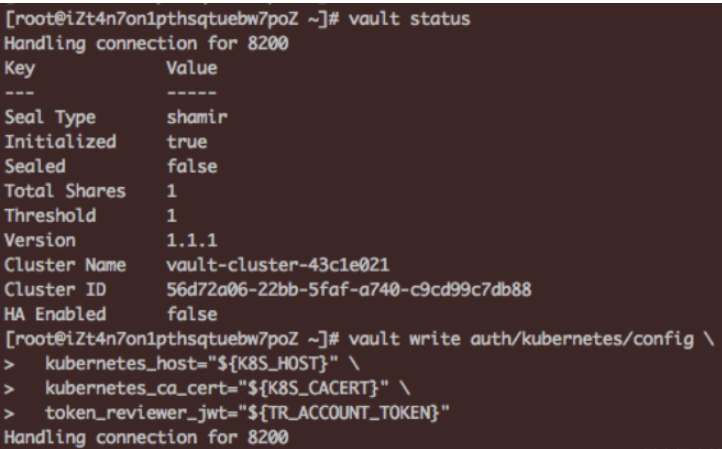 [root@iZt4n7on1pthsqtuebw7poZ ~]# vault status
Handling connection for 8200
Key Value
--- -----
Seal Type shamir
Initialized true
Sealed false
Total Shares 1
Threshold 1
Version 1.1.1
Cluster Name vault-cluster-43c1e021
Cluster ID 56d72a06-22bb-5faf-a740-c9cd99c7db88
HA Enabled false
[root@iZt4n7on1pthsqtuebw7poZ ~]# vault write auth/kubernetes/config \
> kubernetes_host="${K8S_HOST}" \
> kubernetes_ca_cert="${K8S_CACERT}" \
> token_reviewer_jwt="${TR_ACCOUNT_TOKEN}"
Handling connection for 8200